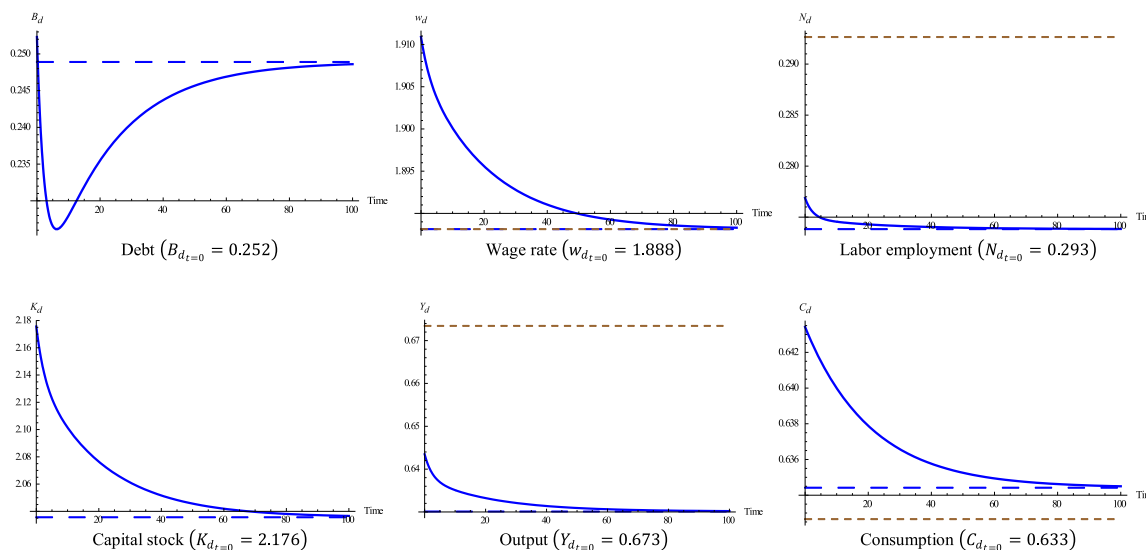 B_d
0.250
0.245
0.240
0.235
Time
20 40 60 80 100
Debt (B_{d_{t=0}} = 0.252)
w_d
1.910
1.905
1.900
1.895
Time
20 40 60 80 100
Wage rate (w_{d_{t=0}} = 1.888)
N_d
0.290
0.285
0.280
Tim
20 40 60 80 100
Labor employment (N_{d_{t=0}} = 0.293)
K_d
2.18
2.16
2.14
2.12
2.10
2.08
2.06
Time
20 40 60 80 100
Capital stock (K_{d_{t=0}} = 2.176)
Y_d
0.67
0.66
0.65
0.64
Time
20 40 60 80 100
Output (Y_{d_{t=0}} = 0.673)
C_d
0.642
0.640
0.638
0.636
Tim
20 40 60 80 100
Consumption (C_{d_{t=0}} = 0.633)